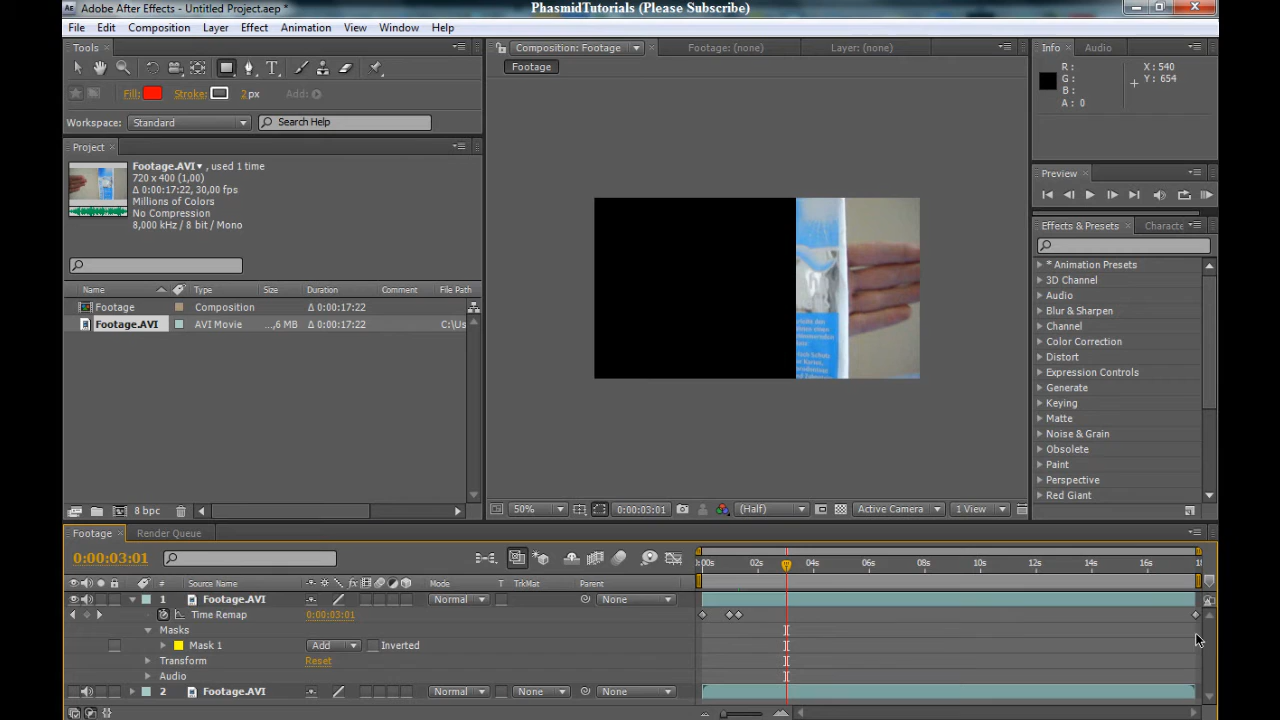 Adobe After Effects - Untitled Project.aep *
PhasmidTutorials (Please Subscribe)
File Edit Composition Layer Effect Animation View Window Help
Tools
Composition: Footage
Footage: (none)
Layer: (none)
Info
Audio
Footage
R :
G :
B :
A : 0
X : 540
Y : 654
Fill:
Stroke:
2 px
Add:
Workspace:
Standard
Search Help
Project
Footage.AVI , used 1 time
720 x 400 (1,00)
Δ 0:00:17:22, 30,00 fps
Millions of Colors
No Compression
8,000 kHz / 8 bit / Mono
Preview
Effects & Presets
Characte
* Animation Presets
3D Channel
Audio
Blur & Sharpen
Channel
Color Correction
Distort
Expression Controls
Generate
Keying
Matte
Noise & Grain
Obsolete
Paint
Perspective
Red Giant
Name Type Size Duration Comment File Path
Footage Composition Δ 0:00:17:22
Footage.AVI AVI Movie ...,6 MB Δ 0:00:17:22 C:\Us
8 bpc
50%
0:00:03:01
(Half)
Active Camera
1 View
Footage
Render Queue
0:00:03:01
:00s 02s 04s 06s 08s 10s 12s 14s 16s
# Source Name Mode T TrkMat Parent
1 Footage.AVI Normal None
Time Remap 0:00:03:01
Masks
Mask 1 Add Inverted
Transform Reset
Audio
2 Footage.AVI Normal None None